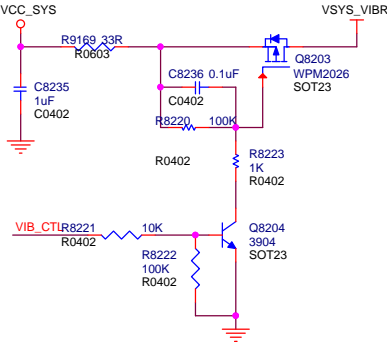 VCC_SYS
VSYS_VIBR
R9169 33R
R0603
Q8203
WPM2026
SOT23
C8235
1uF
C0402
C8236 0.1uF
C0402
R8220 100K
R0402
R8223
1K
R0402
VIB_CTL
R8221 10K
R0402
Q8204
3904
SOT23
R8222
100K
R0402